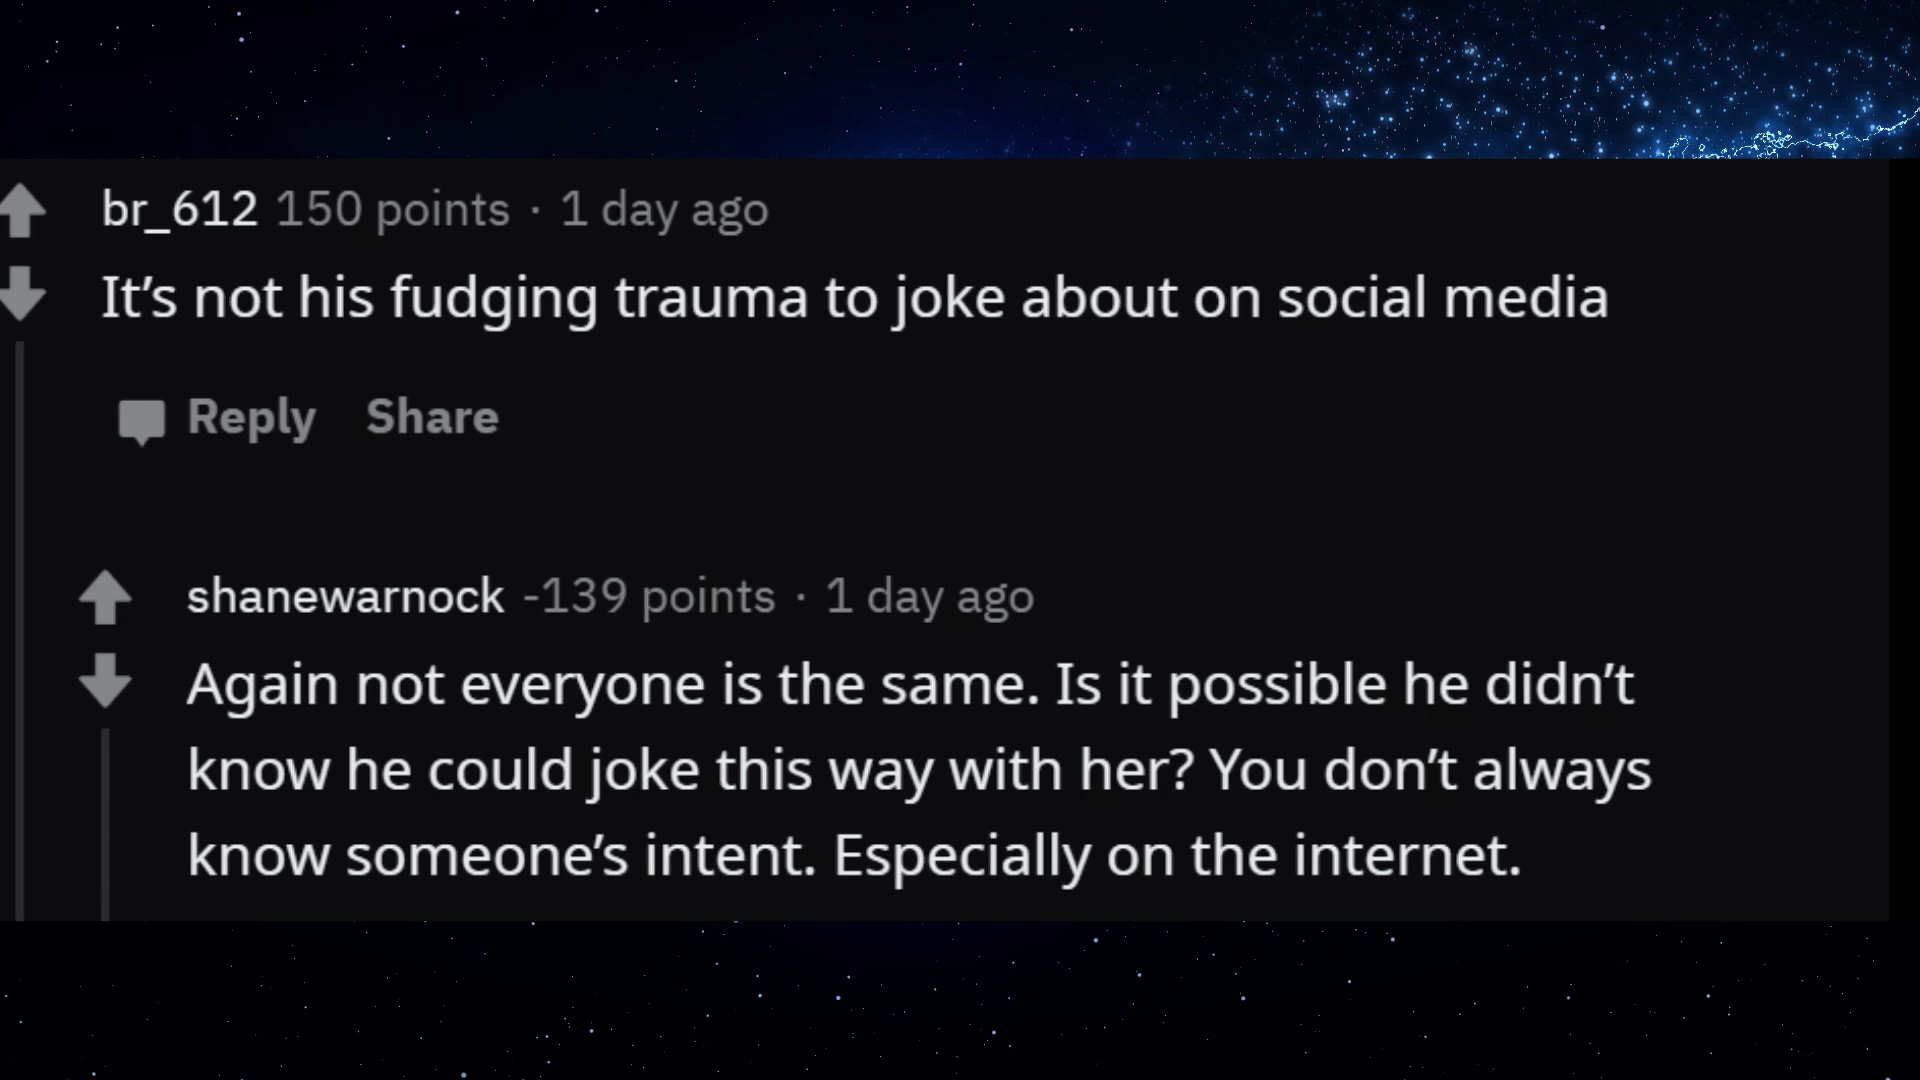 br_612 150 points · 1 day ago
It’s not his fudging trauma to joke about on social media
Reply Share
shanewarnock -139 points · 1 day ago
Again not everyone is the same. Is it possible he didn’t
know he could joke this way with her? You don’t always
know someone’s intent. Especially on the internet.